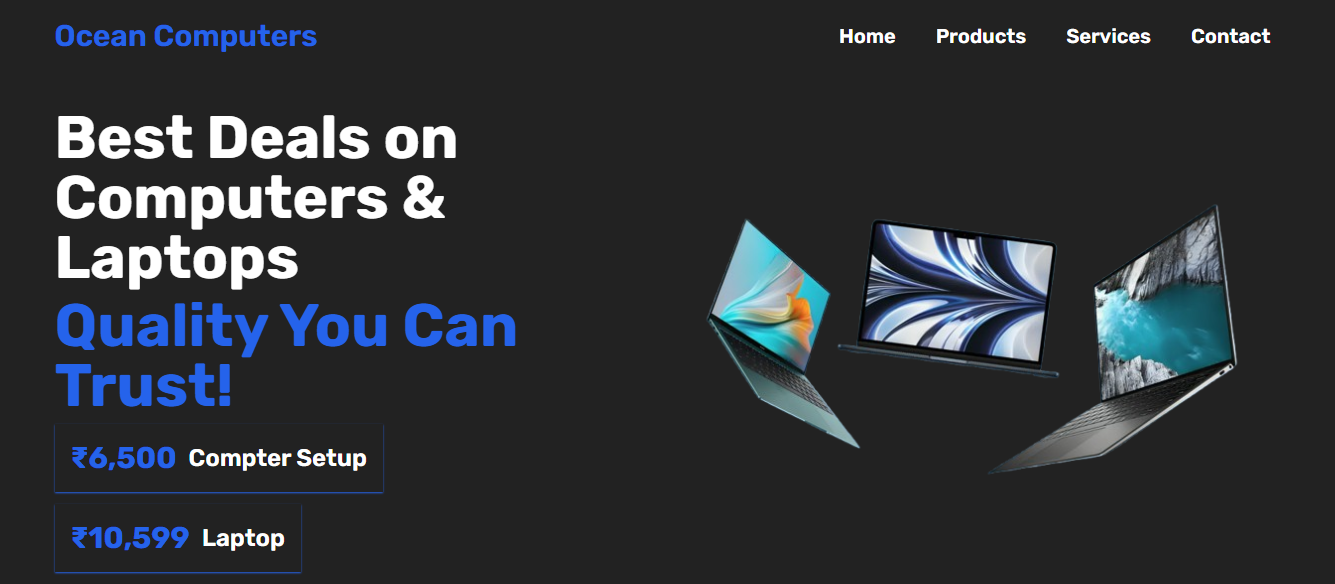 Ocean Computers
Home Products Services Contact
Best Deals on
Computers &
Laptops
Quality You Can
Trust!
₹6,500 Compter Setup
₹10,599 Laptop